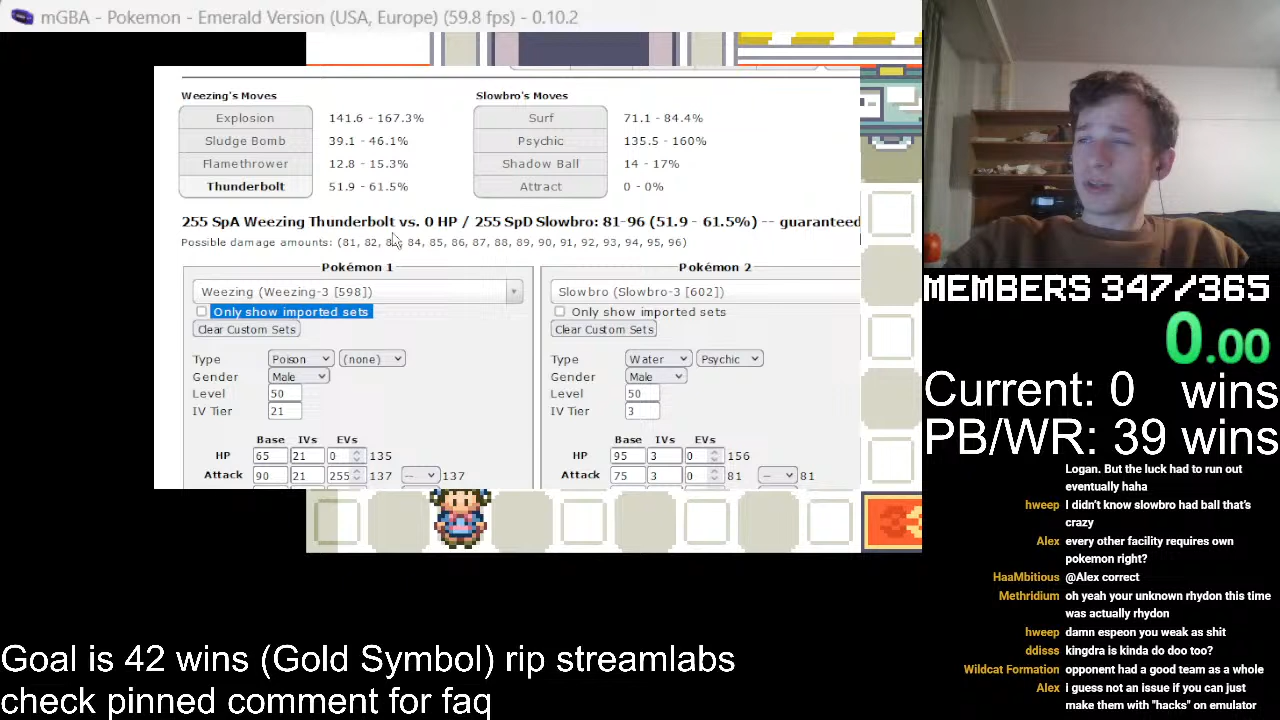 mGBA - Pokemon - Emerald Version (USA, Europe) (59.8 fps) - 0.10.2
Weezing's Moves
Slowbro's Moves
Explosion 141.6 - 167.3% Surf 71.1 - 84.4%
Sludge Bomb 39.1 - 46.1% Psychic 135.5 - 160%
Flamethrower 12.8 - 15.3% Shadow Ball 14 - 17%
Thunderbolt 51.9 - 61.5% Attract 0 - 0%
255 SpA Weezing Thunderbolt vs. 0 HP / 255 SpD Slowbro: 81-96 (51.9 - 61.5%) -- guaranteed
Possible damage amounts: (81, 82, 84, 85, 86, 87, 88, 89, 90, 91, 92, 93, 94, 95, 96)
Pokémon 1 Pokémon 2
Weezing (Weezing-3 [598]) Slowbro (Slowbro-3 [602])
Only show imported sets Only show imported sets
Clear Custom Sets Clear Custom Sets
Type Poison (none) Type Water Psychic
Gender Male Gender Male
Level 50 Level 50
IV Tier 21 IV Tier 3
Base IVs EVs Base IVs EVs
HP 65 21 0 135 HP 95 3 0 156
Attack 90 21 255 137 -- 137 Attack 75 3 0 81 -- 81
MEMBERS 347/365
0.00
Current: 0 wins
PB/WR: 39 wins
Logan. But the luck had to run out
eventually haha
hweep I didn't know slowbro had ball that's
crazy
Alex every other facility requires own
pokemon right?
HaaMbitious @Alex correct
Methridium oh yeah your unknown rhydon this time
was actually rhydon
hweep damn espeon you weak as shit
ddisss kingdra is kinda do doo too?
Wildcat Formation opponent had a good team as a whole
Alex I guess not an issue if you can just
make them with "hacks" on emulator
Goal is 42 wins (Gold Symbol) rip streamlabs
check pinned comment for faq